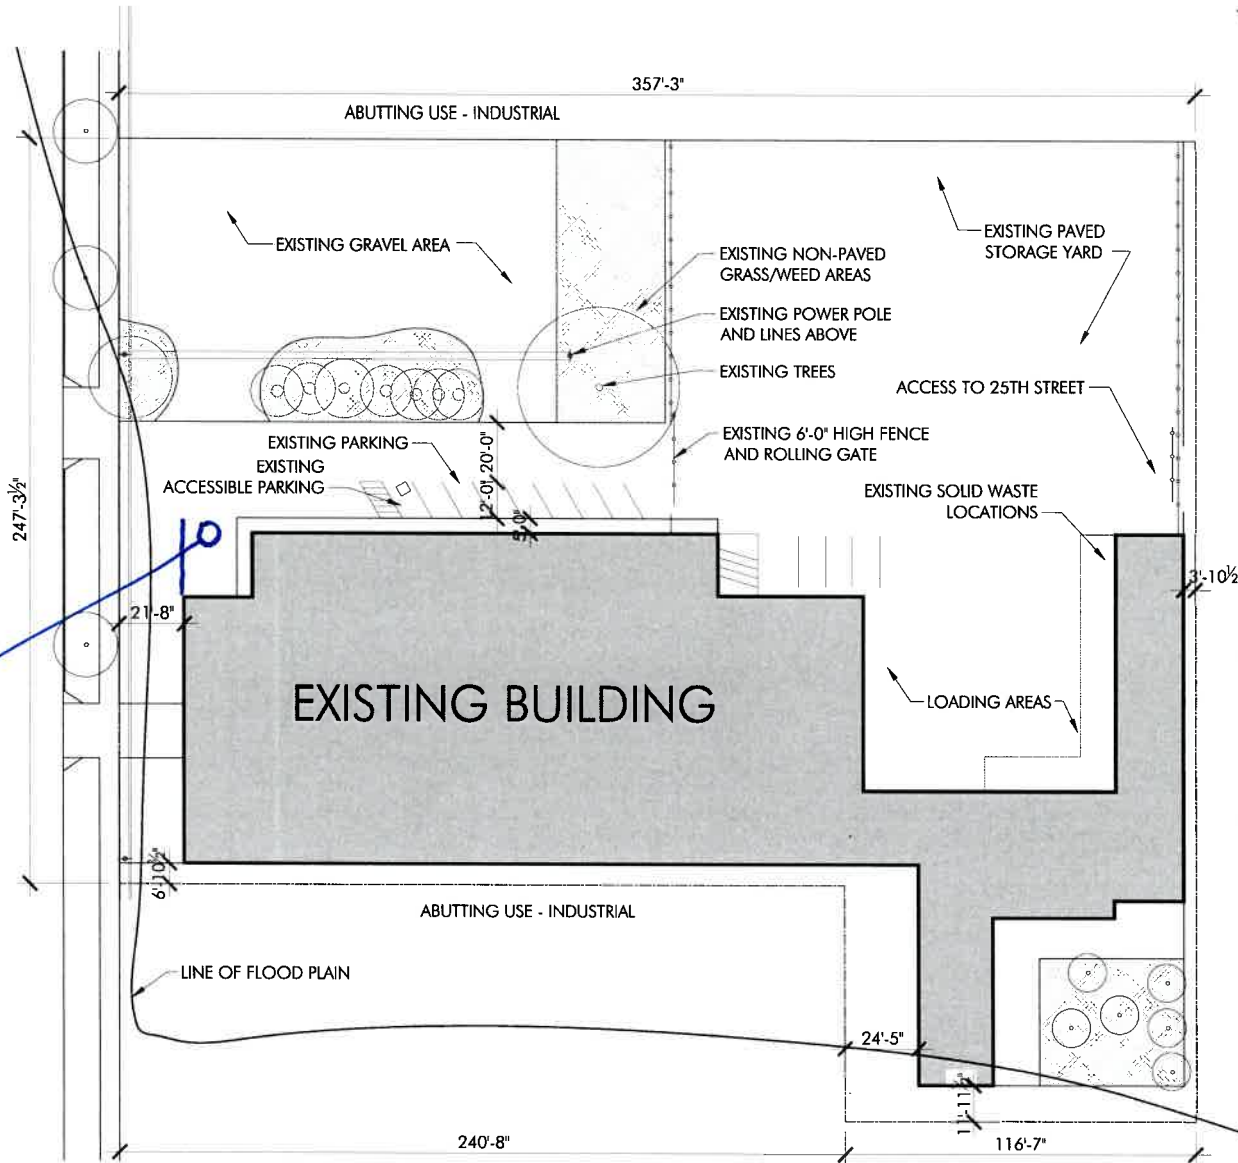 357'-3"
ABUTTING USE - INDUSTRIAL
EXISTING GRAVEL AREA
EXISTING NON-PAVED
GRASS/WEED AREAS
EXISTING PAVED
STORAGE YARD
EXISTING POWER POLE
AND LINES ABOVE
EXISTING TREES
ACCESS TO 25TH STREET
EXISTING 6'-0" HIGH FENCE
AND ROLLING GATE
EXISTING PARKING
EXISTING
ACCESSIBLE PARKING
20'-0"
12'-0"
5'-0"
EXISTING SOLID WASTE
LOCATIONS
247'-3½"
3'-10½
21'-8"
EXISTING BUILDING
LOADING AREAS
6'-10½"
ABUTTING USE - INDUSTRIAL
LINE OF FLOOD PLAIN
24'-5"
11'-11½"
240'-8"
116'-7"